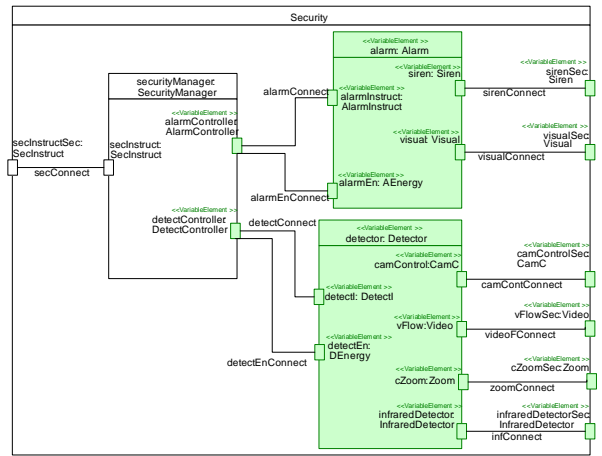 Security
<<VariableElement >>
alarm: Alarm
<<VariableElement >>
siren: Siren
<<VariableElement >>
sirenSec:
Siren
sirenConnect
securityManager:
SecurityManager
alarmConnect
<<VariableElement >>
alarmInstruct:
AlarmInstruct
<<VariableElement >>
alarmController:
AlarmController
<<VariableElement >>
visual: Visual
<<VariableElement >>
visualSec:
Visual
visualConnect
secInstructSec:
SecInstruct
secConnect
secInstruct:
SecInstruct
<<VariableElement >>
alarmEn: AEnergy
alarmEnConnect
<<VariableElement >>
detectController:
DetectController
detectConnect
<<VariableElement >>
detector: Detector
<<VariableElement >>
camControl:CamC
<<VariableElement >>
camControlSec:
CamC
camContConnect
<<VariableElement >>
detectI: DetectI
<<VariableElement >>
vFlow:Video
<<VariableElement >>
vFlowSec:Video
videoFConnect
<<VariableElement >>
detectEn:
DEnergy
detectEnConnect
<<VariableElement >>
cZoom:Zoom
<<VariableElement >>
cZoomSec:Zoom
zoomConnect
<<VariableElement >>
infraredDetector:
InfraredDetector
<<VariableElement >>
infraredDetectorSec:
InfraredDetector
infConnect